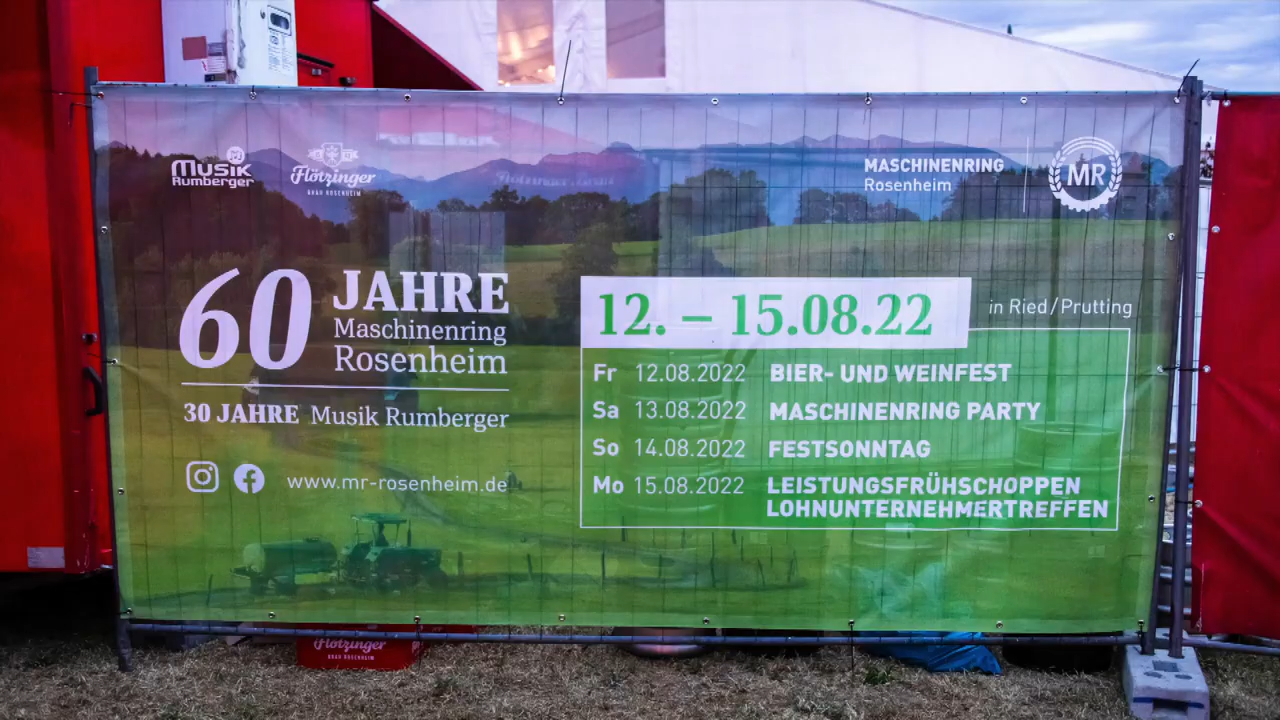 Musik
Rumberger
Flötzinger
BRÄU ROSENHEIM
MASCHINENRING
Rosenheim
MR
60 JAHRE
Maschinenring
Rosenheim
30 JAHRE Musik Rumberger
www.mr-rosenheim.de
12. – 15.08.22
in Ried/Prutting
Fr 12.08.2022 BIER- UND WEINFEST
Sa 13.08.2022 MASCHINENRING PARTY
So 14.08.2022 FESTSONNTAG
Mo 15.08.2022 LEISTUNGSFRÜHSCHOPPEN
LOHNUNTERNEHMERTREFFEN
Flötzinger
BRÄU ROSENHEIM